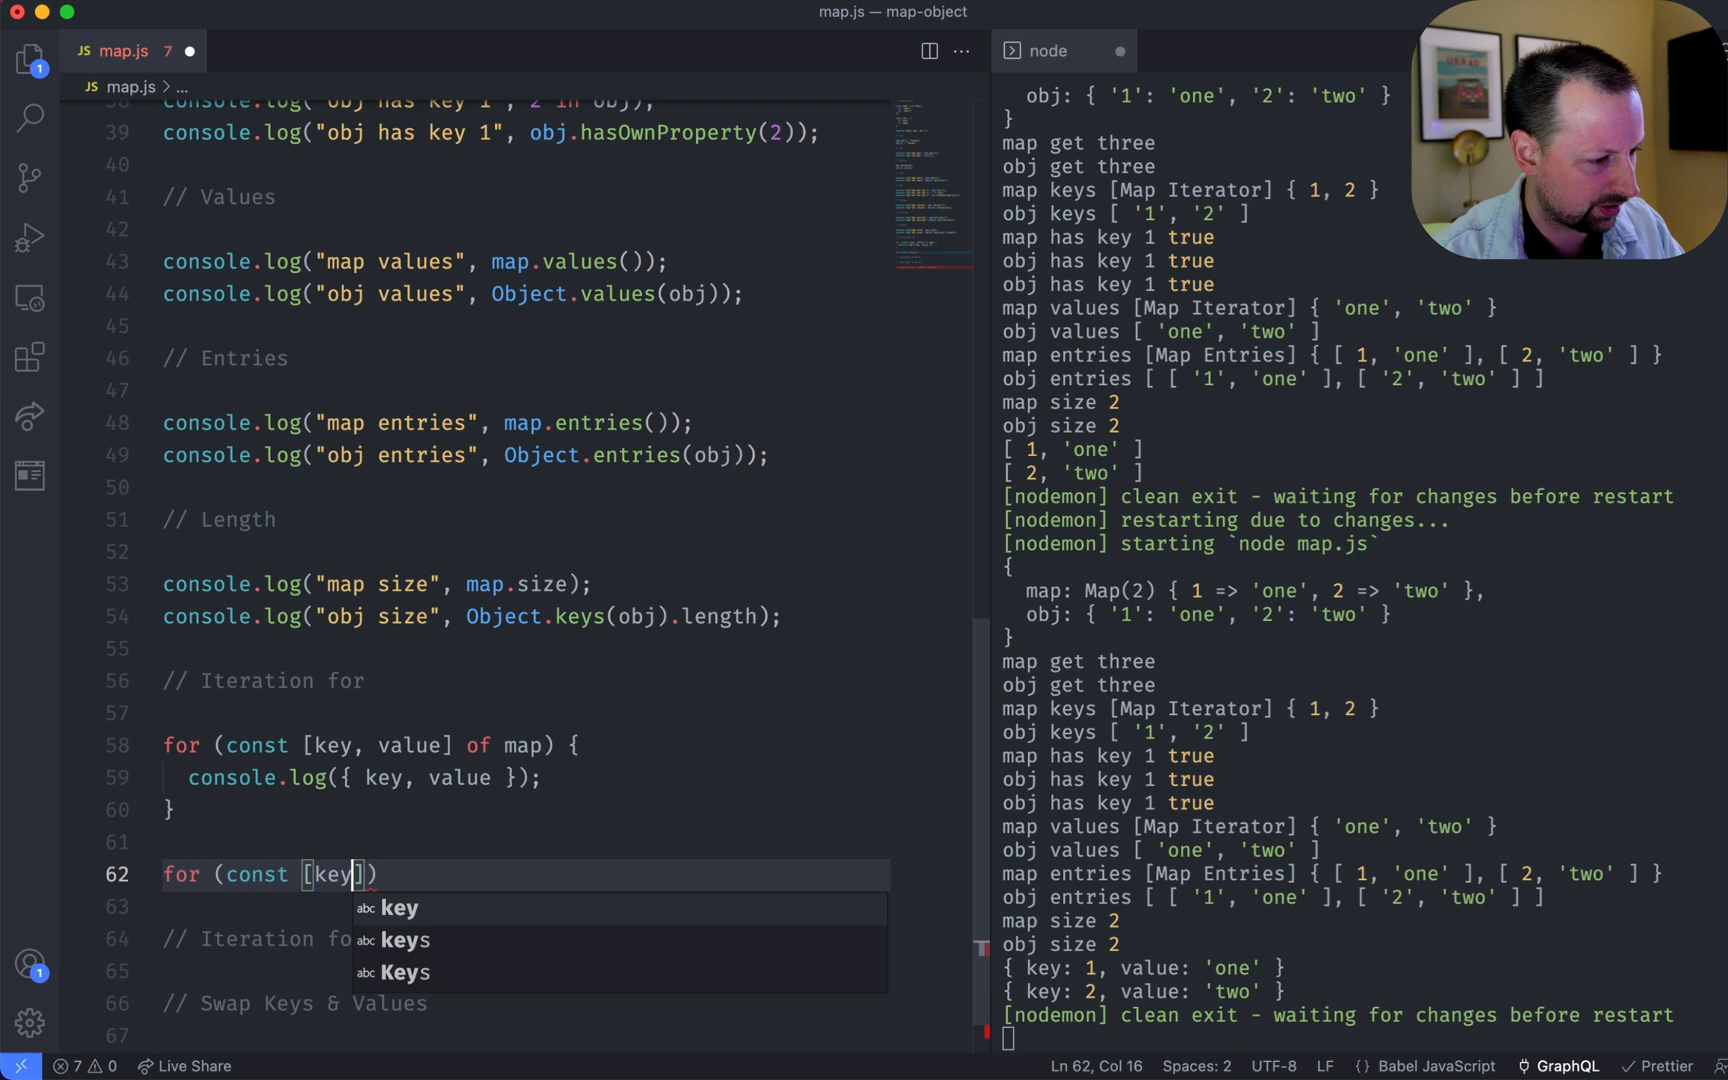 map.js — map-object
JS map.js 7
JS map.js > ...
38 console.log("obj has key 1", 2 in obj);
39 console.log("obj has key 1", obj.hasOwnProperty(2));
40
41 // Values
42
43 console.log("map values", map.values());
44 console.log("obj values", Object.values(obj));
45
46 // Entries
47
48 console.log("map entries", map.entries());
49 console.log("obj entries", Object.entries(obj));
50
51 // Length
52
53 console.log("map size", map.size);
54 console.log("obj size", Object.keys(obj).length);
55
56 // Iteration for
57
58 for (const [key, value] of map) {
59 console.log({ key, value });
60 }
61
62 for (const [key])
63
64 // Iteration fo
65
66 // Swap Keys & Values
67
abc key
abc keys
abc Keys
node
obj: { '1': 'one', '2': 'two' }
}
map get three
obj get three
map keys [Map Iterator] { 1, 2 }
obj keys [ '1', '2' ]
map has key 1 true
obj has key 1 true
obj has key 1 true
map values [Map Iterator] { 'one', 'two' }
obj values [ 'one', 'two' ]
map entries [Map Entries] { [ 1, 'one' ], [ 2, 'two' ] }
obj entries [ [ '1', 'one' ], [ '2', 'two' ] ]
map size 2
obj size 2
[ 1, 'one' ]
[ 2, 'two' ]
[nodemon] clean exit - waiting for changes before restart
[nodemon] restarting due to changes...
[nodemon] starting `node map.js`
{
map: Map(2) { 1 => 'one', 2 => 'two' },
obj: { '1': 'one', '2': 'two' }
}
map get three
obj get three
map keys [Map Iterator] { 1, 2 }
obj keys [ '1', '2' ]
map has key 1 true
obj has key 1 true
obj has key 1 true
map values [Map Iterator] { 'one', 'two' }
obj values [ 'one', 'two' ]
map entries [Map Entries] { [ 1, 'one' ], [ 2, 'two' ] }
obj entries [ [ '1', 'one' ], [ '2', 'two' ] ]
map size 2
obj size 2
{ key: 1, value: 'one' }
{ key: 2, value: 'two' }
[nodemon] clean exit - waiting for changes before restart
1
1
7 0 Live Share
Ln 62, Col 16 Spaces: 2 UTF-8 LF {} Babel JavaScript GraphQL ✓ Prettier